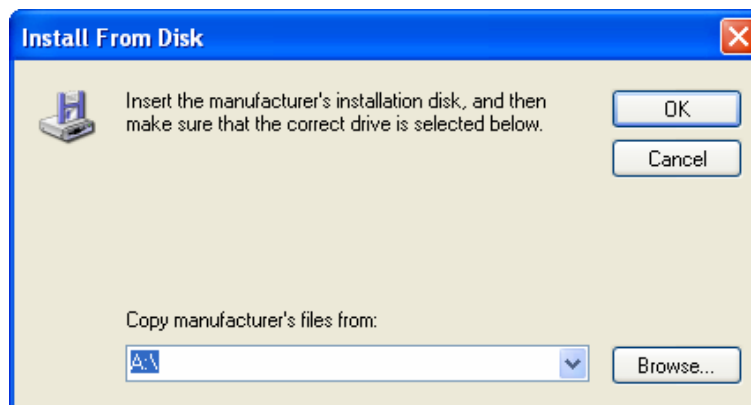 Install From Disk
Insert the manufacturer's installation disk, and then
make sure that the correct drive is selected below.
OK
Cancel
Copy manufacturer's files from:
A:\
Browse...